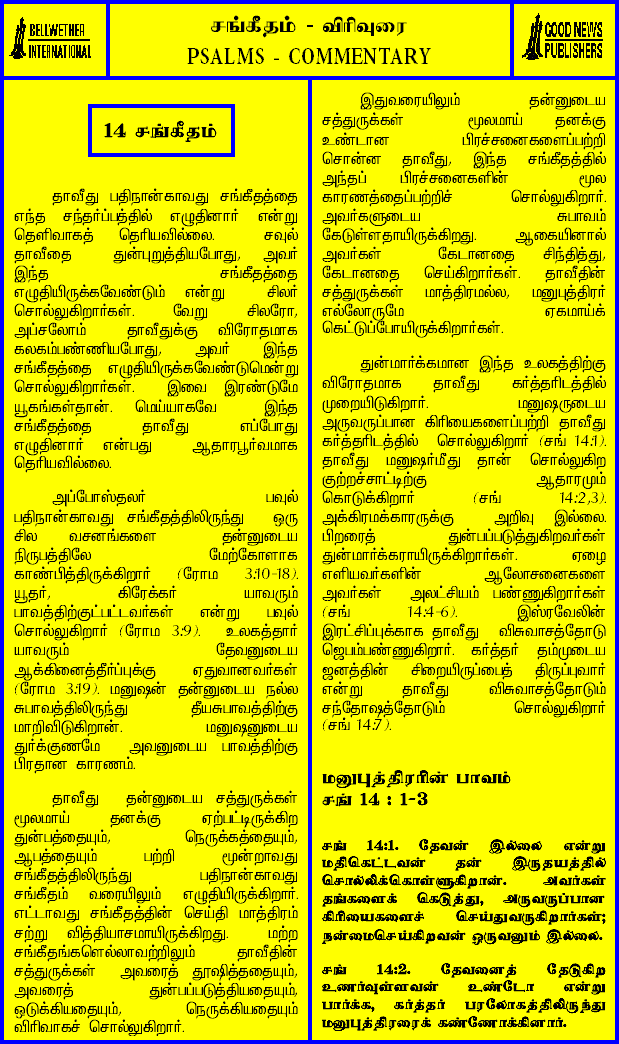 BELLWETHER
INTERNATIONAL
சங்கீதம் - விரிவுரை
PSALMS - COMMENTARY
GOOD NEWS
PUBLISHERS
14 சங்கீதம்
தாவீது பதினான்காவது சங்கீதத்தை
எந்த சந்தர்ப்பத்தில் எழுதினார் என்று
தெளிவாகத் தெரியவில்லை. சவுல்
தாவீதை துன்புறுத்தியபோது, அவர்
இந்த சங்கீதத்தை
எழுதியிருக்கவேண்டும் என்று சிலர்
சொல்லுகிறார்கள். வேறு சிலரோ,
அப்சலோம் தாவீதுக்கு விரோதமாக
கலகம்பண்ணியபோது, அவர் இந்த
சங்கீதத்தை எழுதியிருக்கவேண்டுமென்று
சொல்லுகிறார்கள். இவை இரண்டுமே
யூகங்கள்தான். மெய்யாகவே இந்த
சங்கீதத்தை தாவீது எப்போது
எழுதினார் என்பது ஆதாரபூர்வமாக
தெரியவில்லை.
அப்போஸ்தலர் பவுல்
பதினான்காவது சங்கீதத்திலிருந்து ஒரு
சில வசனங்களை தன்னுடைய
நிருபத்திலே மேற்கோளாக
காண்பித்திருக்கிறார் (ரோம 3:10-18).
யூதர், கிரேக்கர் யாவரும்
பாவத்திற்குட்பட்டவர்கள் என்று பவுல்
சொல்லுகிறார் (ரோம 3:9). உலகத்தார்
யாவரும் தேவனுடைய
ஆக்கினைத்தீர்ப்புக்கு ஏதுவானவர்கள்
(ரோம 3:19). மனுஷன் தன்னுடைய நல்ல
சுபாவத்திலிருந்து தீயசுபாவத்திற்கு
மாறிவிடுகிறான். மனுஷனுடைய
துர்க்குணமே அவனுடைய பாவத்திற்கு
பிரதான காரணம்.
தாவீது தன்னுடைய சத்துருக்கள்
மூலமாய் தனக்கு ஏற்பட்டிருக்கிற
துன்பத்தையும், நெருக்கத்தையும்,
ஆபத்தையும் பற்றி மூன்றாவது
சங்கீதத்திலிருந்து பதினான்காவது
சங்கீதம் வரையிலும் எழுதியிருக்கிறார்.
எட்டாவது சங்கீதத்தின் செய்தி மாத்திரம்
சற்று வித்தியாசமாயிருக்கிறது. மற்ற
சங்கீதங்களெல்லாவற்றிலும் தாவீதின்
சத்துருக்கள் அவரைத் தூஷித்ததையும்,
அவரைத் துன்பப்படுத்தியதையும்,
ஒடுக்கியதையும், நெருக்கியதையும்
விரிவாகச் சொல்லுகிறார்.
இதுவரையிலும் தன்னுடைய
சத்துருக்கள் மூலமாய் தனக்கு
உண்டான பிரச்சனைகளைப்பற்றி
சொன்ன தாவீது, இந்த சங்கீதத்தில்
அந்தப் பிரச்சனைகளின் மூல
காரணத்தைப்பற்றிச் சொல்லுகிறார்.
அவர்களுடைய சுபாவம்
கேடுள்ளதாயிருக்கிறது. ஆகையினால்
அவர்கள் கேடானதை சிந்தித்து,
கேடானதை செய்கிறார்கள். தாவீதின்
சத்துருக்கள் மாத்திரமல்ல, மனுபுத்திரர்
எல்லோருமே ஏகமாய்க்
கெட்டுப்போயிருக்கிறார்கள்.
துன்மார்க்கமான இந்த உலகத்திற்கு
விரோதமாக தாவீது கர்த்தரிடத்தில்
முறையிடுகிறார். மனுஷருடைய
அருவருப்பான கிரியைகளைப்பற்றி தாவீது
கர்த்தரிடத்தில் சொல்லுகிறார் (சங் 14:1).
தாவீது மனுஷர்மீது தான் சொல்லுகிற
குற்றச்சாட்டிற்கு ஆதாரமும்
கொடுக்கிறார் (சங் 14:2,3).
அக்கிரமக்காரருக்கு அறிவு இல்லை.
பிறரைத் துன்பப்படுத்துகிறவர்கள்
துன்மார்க்கராயிருக்கிறார்கள். ஏழை
எளியவர்களின் ஆலோசனைகளை
அவர்கள் அலட்சியம் பண்ணுகிறார்கள்
(சங் 14:4-6). இஸ்ரவேலின்
இரட்சிப்புக்காக தாவீது விசுவாசத்தோடு
ஜெபம்பண்ணுகிறார். கர்த்தர் தம்முடைய
ஜனத்தின் சிறையிருப்பைத் திருப்புவார்
என்று தாவீது விசுவாசத்தோடும்
சந்தோஷத்தோடும் சொல்லுகிறார்
(சங் 14:7).
மனுபுத்திரரின் பாவம்
சங் 14 : 1-3
சங் 14:1. தேவன் இல்லை என்று
மதிகெட்டவன் தன் இருதயத்தில்
சொல்லிக்கொள்ளுகிறான். அவர்கள்
தங்களைக் கெடுத்து, அருவருப்பான
கிரியைகளைச் செய்துவருகிறார்கள்;
நன்மைசெய்கிறவன் ஒருவனும் இல்லை.
சங் 14:2. தேவனைத் தேடுகிற
உணர்வுள்ளவன் உண்டோ என்று
பார்க்க, கர்த்தர் பரலோகத்திலிருந்து
மனுபுத்திரரைக் கண்ணோக்கினார்.